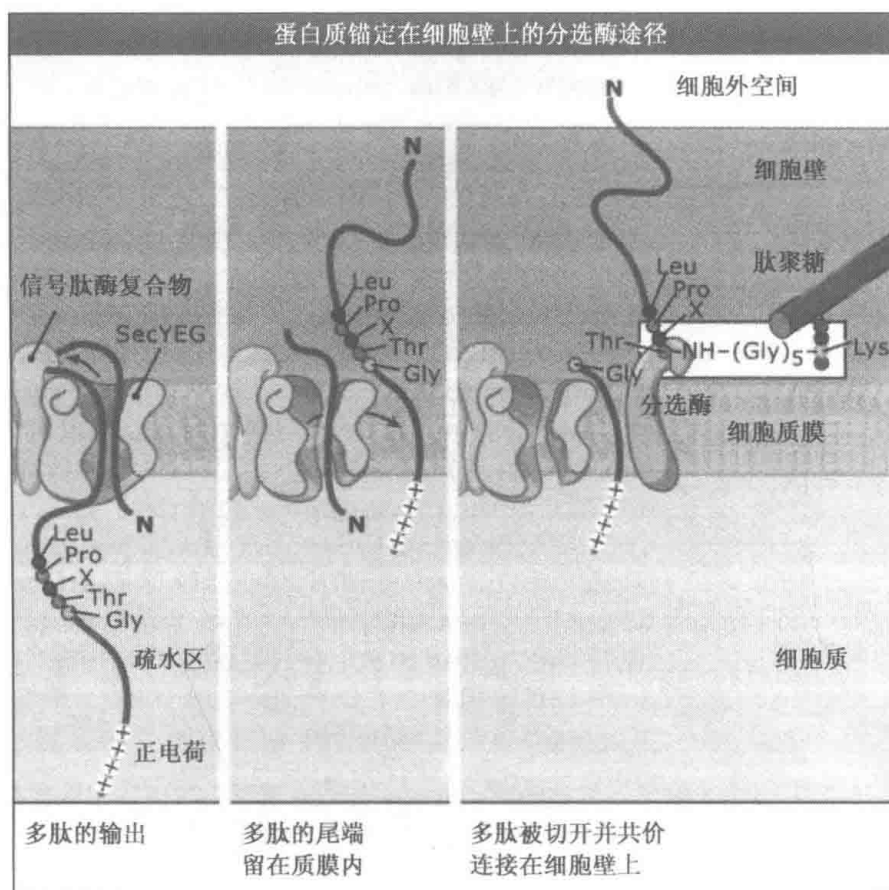 蛋白质锚定在细胞壁上的分选酶途径
信号肽酶复合物
SecYEG
N
Leu
Pro
X
Thr
Gly
疏水区
正电荷
+++++
多肽的输出
N
Leu
Pro
X
Thr
Gly
N
+++++
多肽的尾端
留在质膜内
N
细胞外空间
细胞壁
肽聚糖
Leu
Pro
X
Thr
Gly
NH–(Gly)5
Lys
分选酶
细胞质膜
+++++
细胞质
多肽被切开并共价
连接在细胞壁上